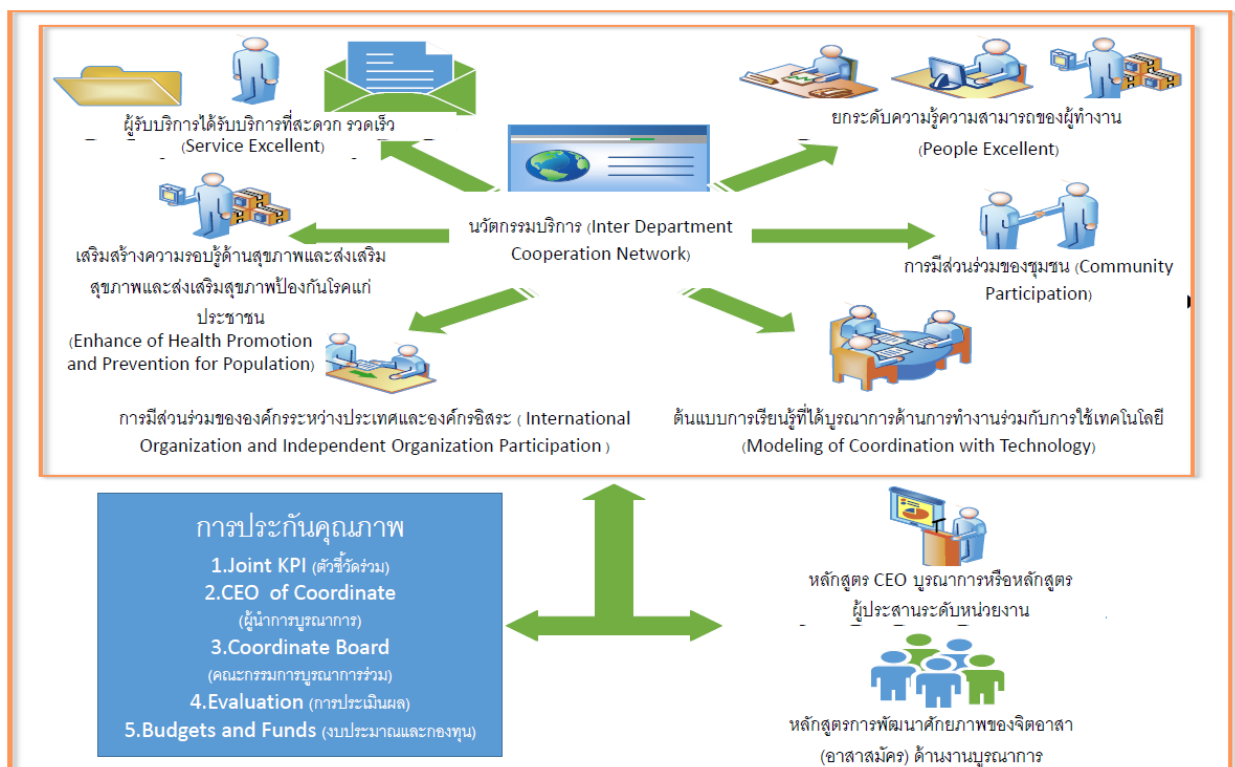 ผู้รับบริการได้รับบริการที่สะดวก รวดเร็ว
(Service Excellent)
ยกระดับความรู้ความสามารถของผู้ทำงาน
(People Excellent)
นวัตกรรมบริการ (Inter Department
Cooperation Network)
เสริมสร้างความรอบรู้ด้านสุขภาพและส่งเสริม
สุขภาพและส่งเสริมสุขภาพป้องกันโรคแก่
ประชาชน
(Enhance of Health Promotion
and Prevention for Population)
การมีส่วนร่วมของชุมชน (Community
Participation)
การมีส่วนร่วมขององค์กรระหว่างประเทศและองค์กรอิสระ ( International
Organization and Independent Organization Participation )
ต้นแบบการเรียนรู้ที่ได้บูรณาการด้านการทำงานร่วมกับการใช้เทคโนโลยี
(Modeling of Coordination with Technology)
การประกันคุณภาพ
1.Joint KPI (ตัวชี้วัดร่วม)
2.CEO of Coordinate
(ผู้นำการบูรณาการ)
3.Coordinate Board
(คณะกรรมการบูรณาการร่วม)
4.Evaluation (การประเมินผล)
5.Budgets and Funds (งบประมาณและกองทุน)
หลักสูตร CEO บูรณาการหรือหลักสูตร
ผู้ประสานระดับหน่วยงาน
หลักสูตรการพัฒนาศักยภาพของจิตอาสา
(อาสาสมัคร) ด้านงานบูรณาการ